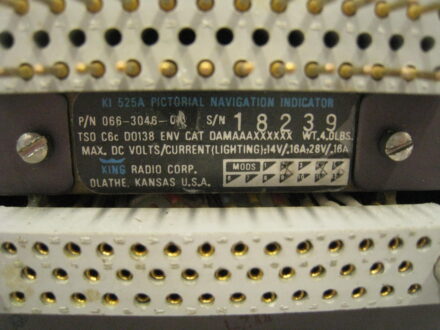 KI 525A PICTORIAL NAVIGATION INDICATOR
P/N 066-3046- S/N 18239
TSO C6c DO138 ENV CAT DAMAAAXXXXXX WT. 4.0LBS.
MAX. DC VOLTS/CURRENT(LIGHTING):14V/.16A;28V/.16A
KING RADIO CORP. MODS
OLATHE, KANSAS U.S.A.